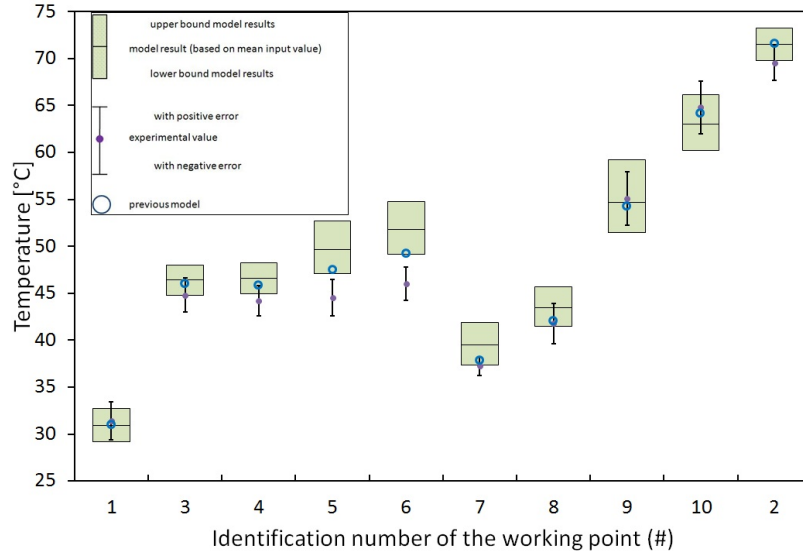 upper bound model results
model result (based on mean input value)
lower bound model results
with positive error
experimental value
with negative error
previous model
Temperature [°C]
75
70
65
60
55
50
45
40
35
30
25
1 3 4 5 6 7 8 9 10 2
Identification number of the working point (#)